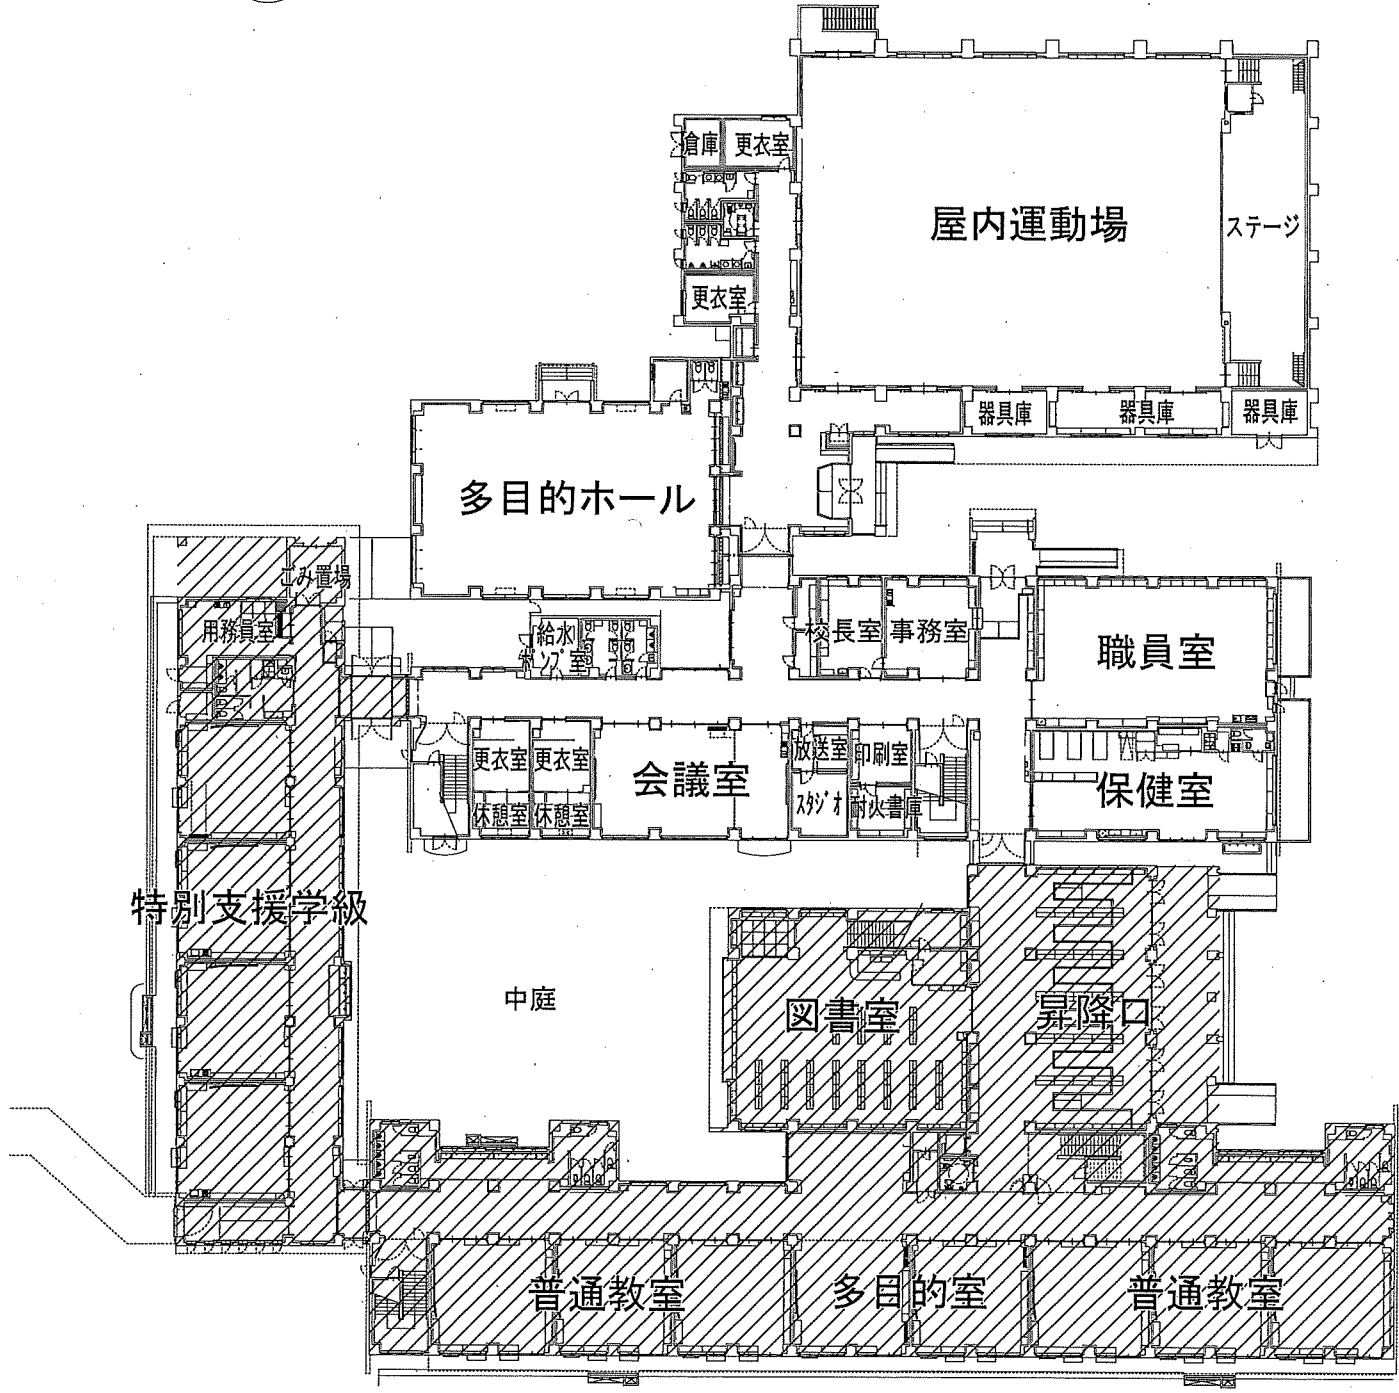 倉庫
更衣室
屋内運動場
ステージ
更衣室
器具庫
器具庫
器具庫
多目的ホール
ごみ置場
用務員室
給水
ポンプ室
校長室
事務室
職員室
更衣室
更衣室
会議室
放送室
印刷室
保健室
休憩室
休憩室
スタジオ
耐火書庫
特別支援学級
中庭
図書室
昇降口
普通教室
多目的室
普通教室